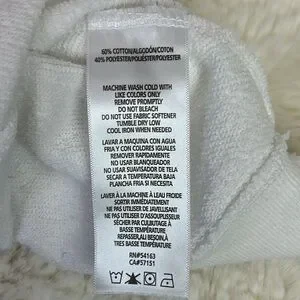 60% COTTON/ALGODÓN/COTON
40% POLYESTER/POLIÉSTER/POLYESTER
MACHINE WASH COLD WITH
LIKE COLORS ONLY
REMOVE PROMPTLY
DO NOT BLEACH
DO NOT USE FABRIC SOFTENER
TUMBLE DRY LOW
COOL IRON WHEN NEEDED
LAVAR A MAQUINA CON AGUA
FRIA Y CON COLORES IGUALES
REMOVER RAPIDAMENTE
NO USAR BLANQUEADOR
NO USAR SUAVISADOR DE TELA
SECAR A TEMPERATURA BAJA
PLANCHA FRIA SI NECESITA
LAVER À LA MACHINE À LEAU FROIDE
SORTIR IMMÉDIATEMENT
NE PAS UTILISER DE JAVELLISANT
NE PAS UTILISER D'ASSOUPLISSEUR
SÉCHER PAR CULBUTAGE À
BASSE TEMPÉRATURE
REPASSER,AU BESOIN,À
TRES BASSE TEMPÉRATURE
RN#54163
CA#57151